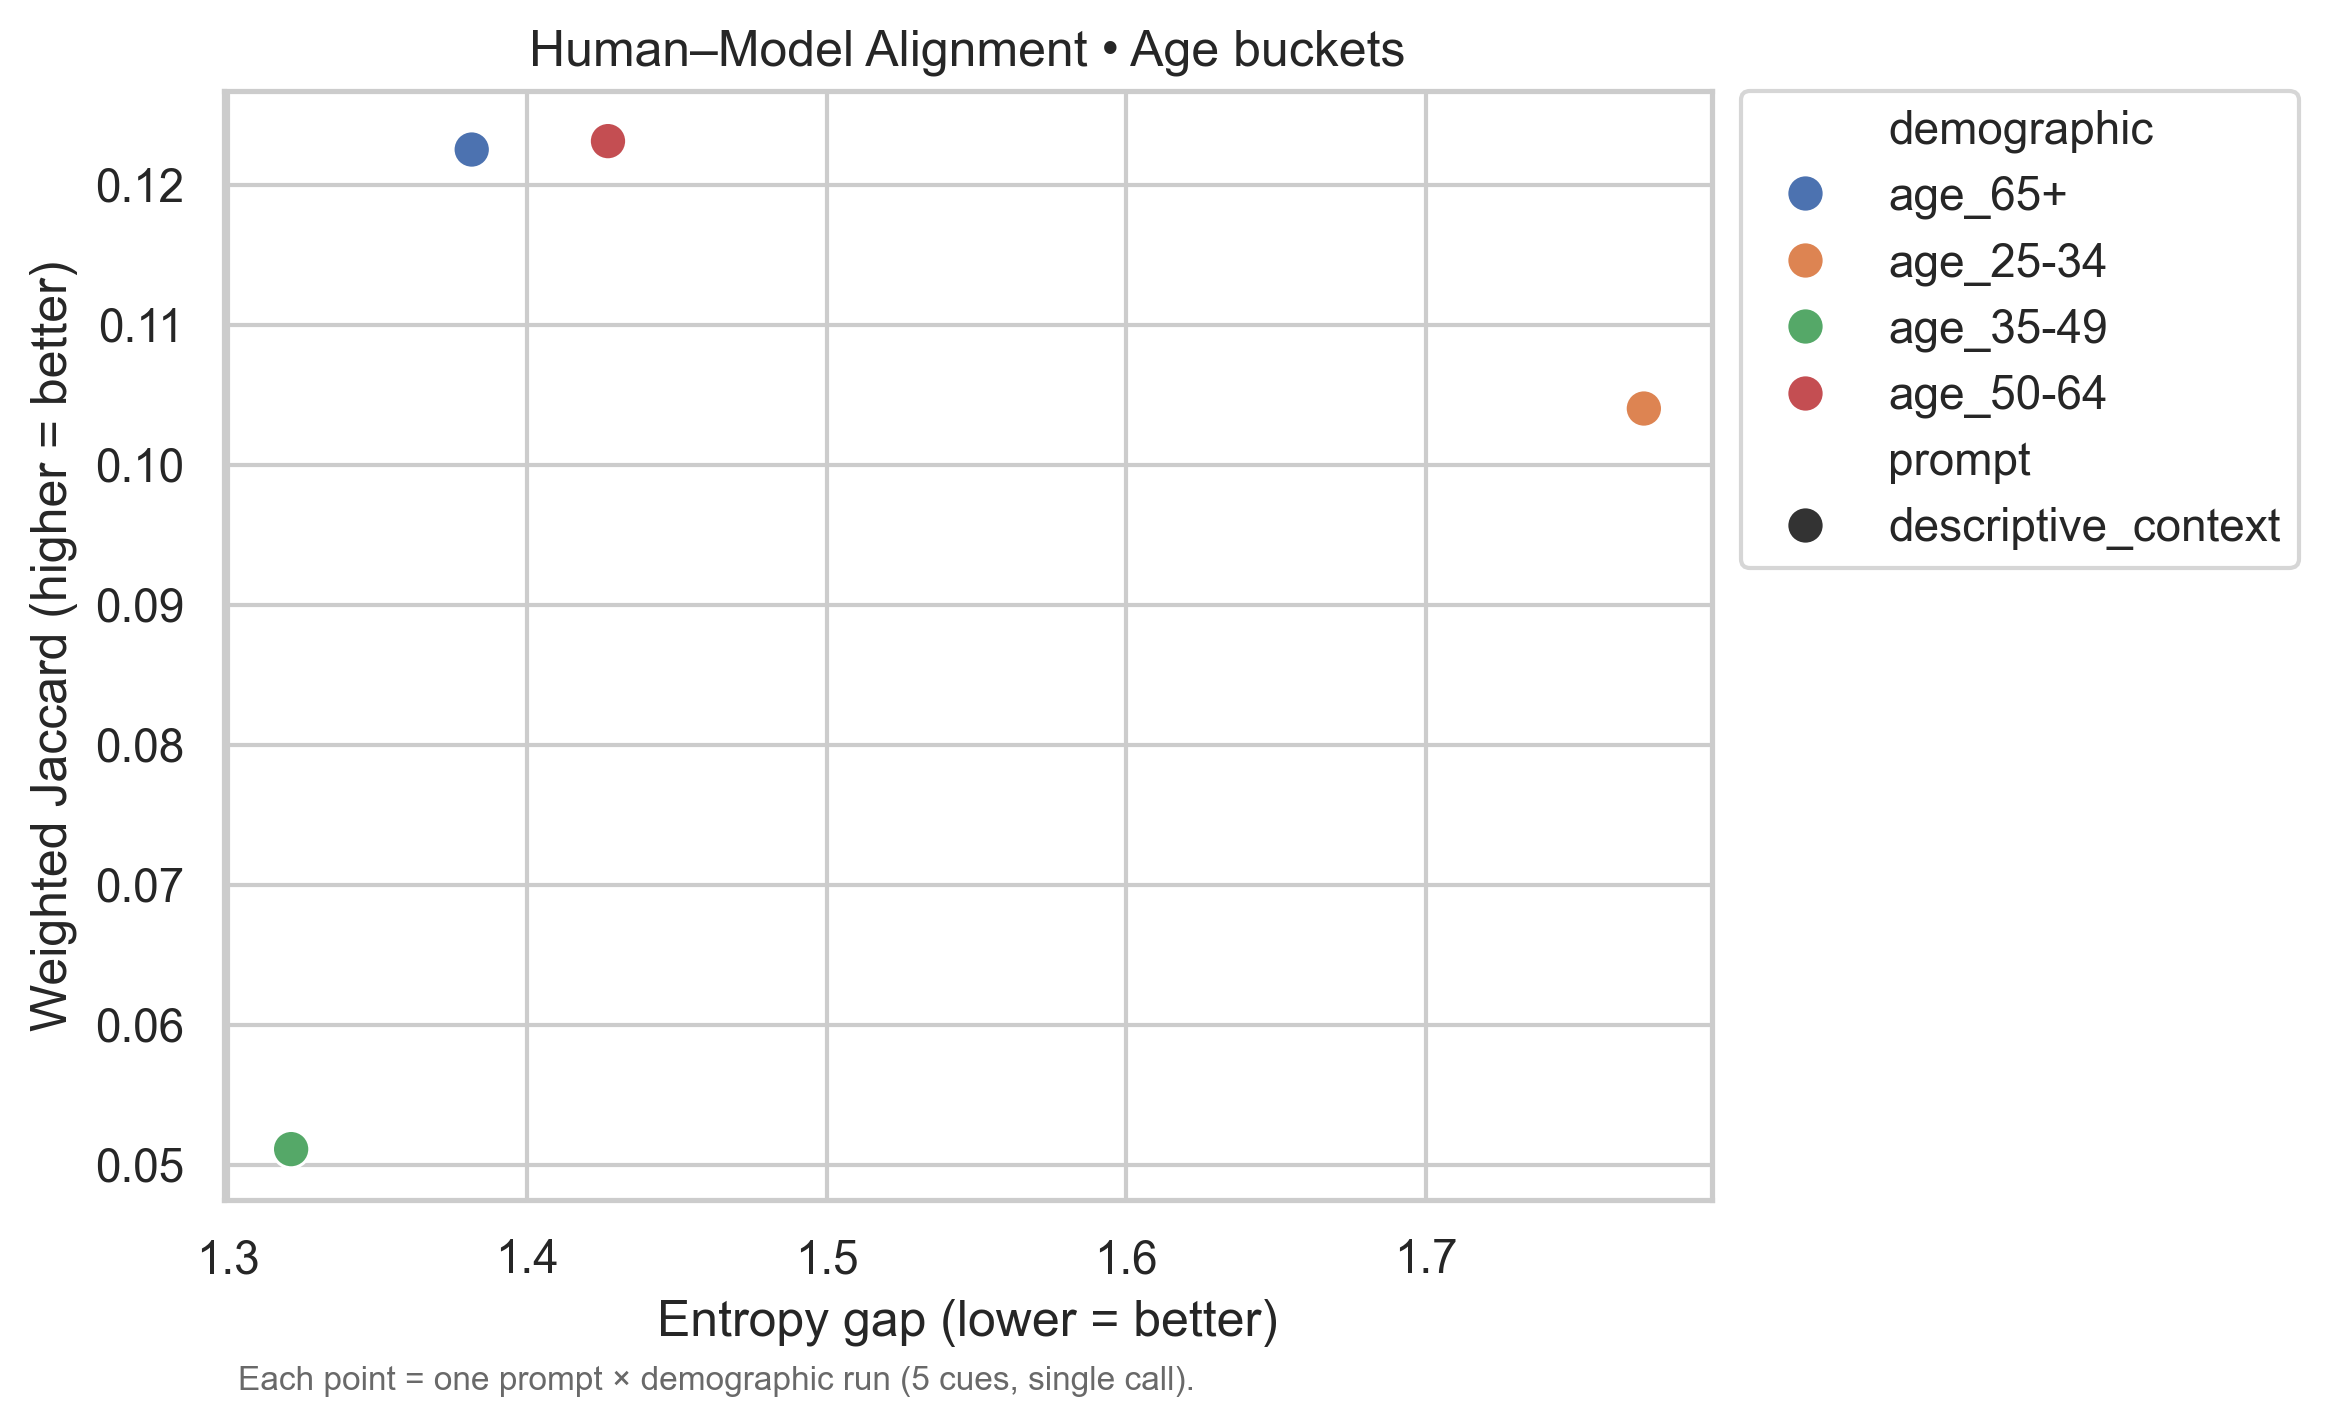 Human–Model Alignment • Age buckets
Weighted Jaccard (higher = better)
0.12
0.11
0.10
0.09
0.08
0.07
0.06
0.05
1.3 1.4 1.5 1.6 1.7
Entropy gap (lower = better)
Each point = one prompt × demographic run (5 cues, single call).
demographic
age_65+
age_25-34
age_35-49
age_50-64
prompt
descriptive_context